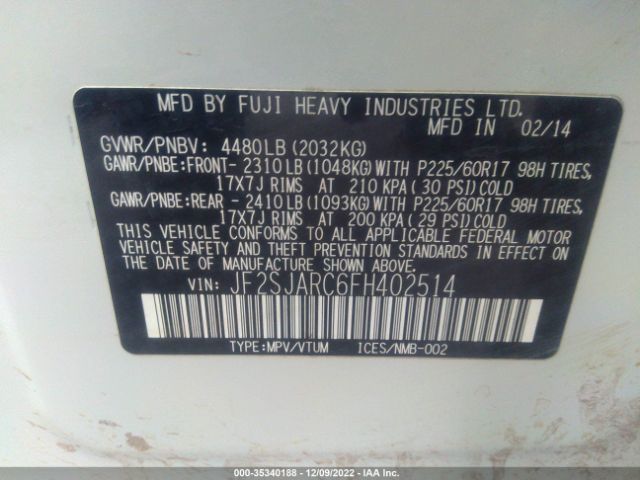 MFD BY FUJI HEAVY INDUSTRIES LTD.
MFD IN 02/14
GVWR/PNBV: 4480LB(2032KG)
GAWR/PNBE:FRONT- 2310LB(1048KG)WITH P225/60R17 98H TIRES,
17X7J RIMS AT 210 KPA(30 PSI)COLD
GAWR/PNBE:REAR - 2410LB(1093KG)WITH P225/60R17 98H TIRES,
17X7J RIMS AT 200 KPA(29 PSI)COLD
THIS VEHICLE CONFORMS TO ALL APPLICABLE FEDERAL MOTOR
VEHICLE SAFETY AND THEFT PREVENTION STANDARDS IN EFFECT
ON THE DATE OF MANUFACTURE SHOWN ABOVE.
VIN: JF2SJARC6FH402514
TYPE:MPV/VTUM ICES/NMB-002
000-35340188 - 12/09/2022 - IAA Inc.